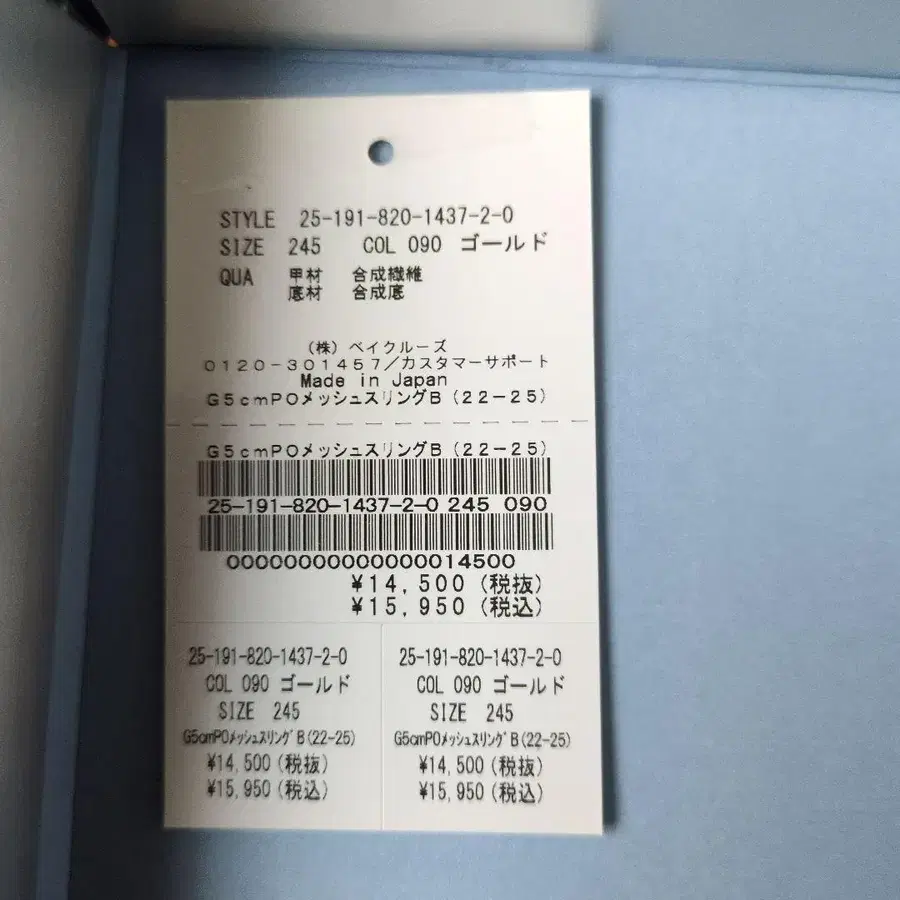 STYLE 25-191-820-1437-2-0
SIZE 245 COL 090 ゴールド
QUA 甲材 合成繊維
底材 合成底
(株) ベイクルーズ
0120-301457/カスタマーサポート
Made in Japan
G5cmPOメッシュスリングB (22-25)
G5cmPOメッシュスリングB (22-25)
25-191-820-1437-2-0 245 090
00000000000000014500
¥14,500 (税抜)
¥15,950 (税込)
25-191-820-1437-2-0
COL 090 ゴールド
SIZE 245
G5cmPOメッシュスリングB(22-25)
¥14,500 (税抜)
¥15,950 (税込)
25-191-820-1437-2-0
COL 090 ゴールド
SIZE 245
G5cmPOメッシュスリングB(22-25)
¥14,500 (税抜)
¥15,950 (税込)